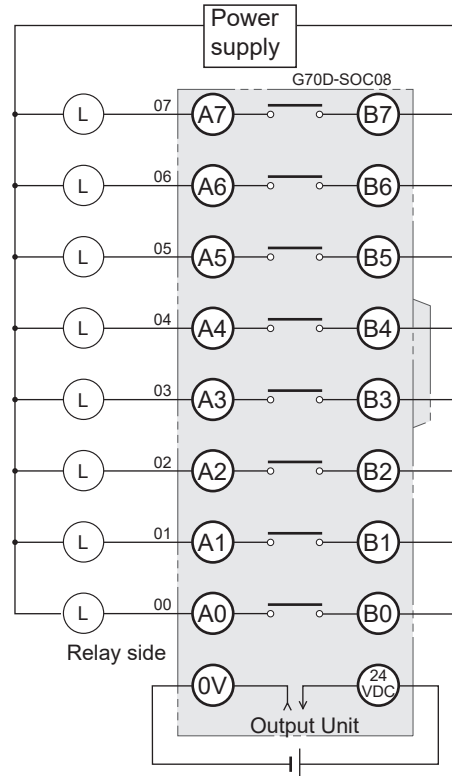 Power
supply
G70D-SOC08
L 07 A7 B7
L 06 A6 B6
L 05 A5 B5
L 04 A4 B4
L 03 A3 B3
L 02 A2 B2
L 01 A1 B1
L 00 A0 B0
Relay side
0V 24
VDC
Output Unit